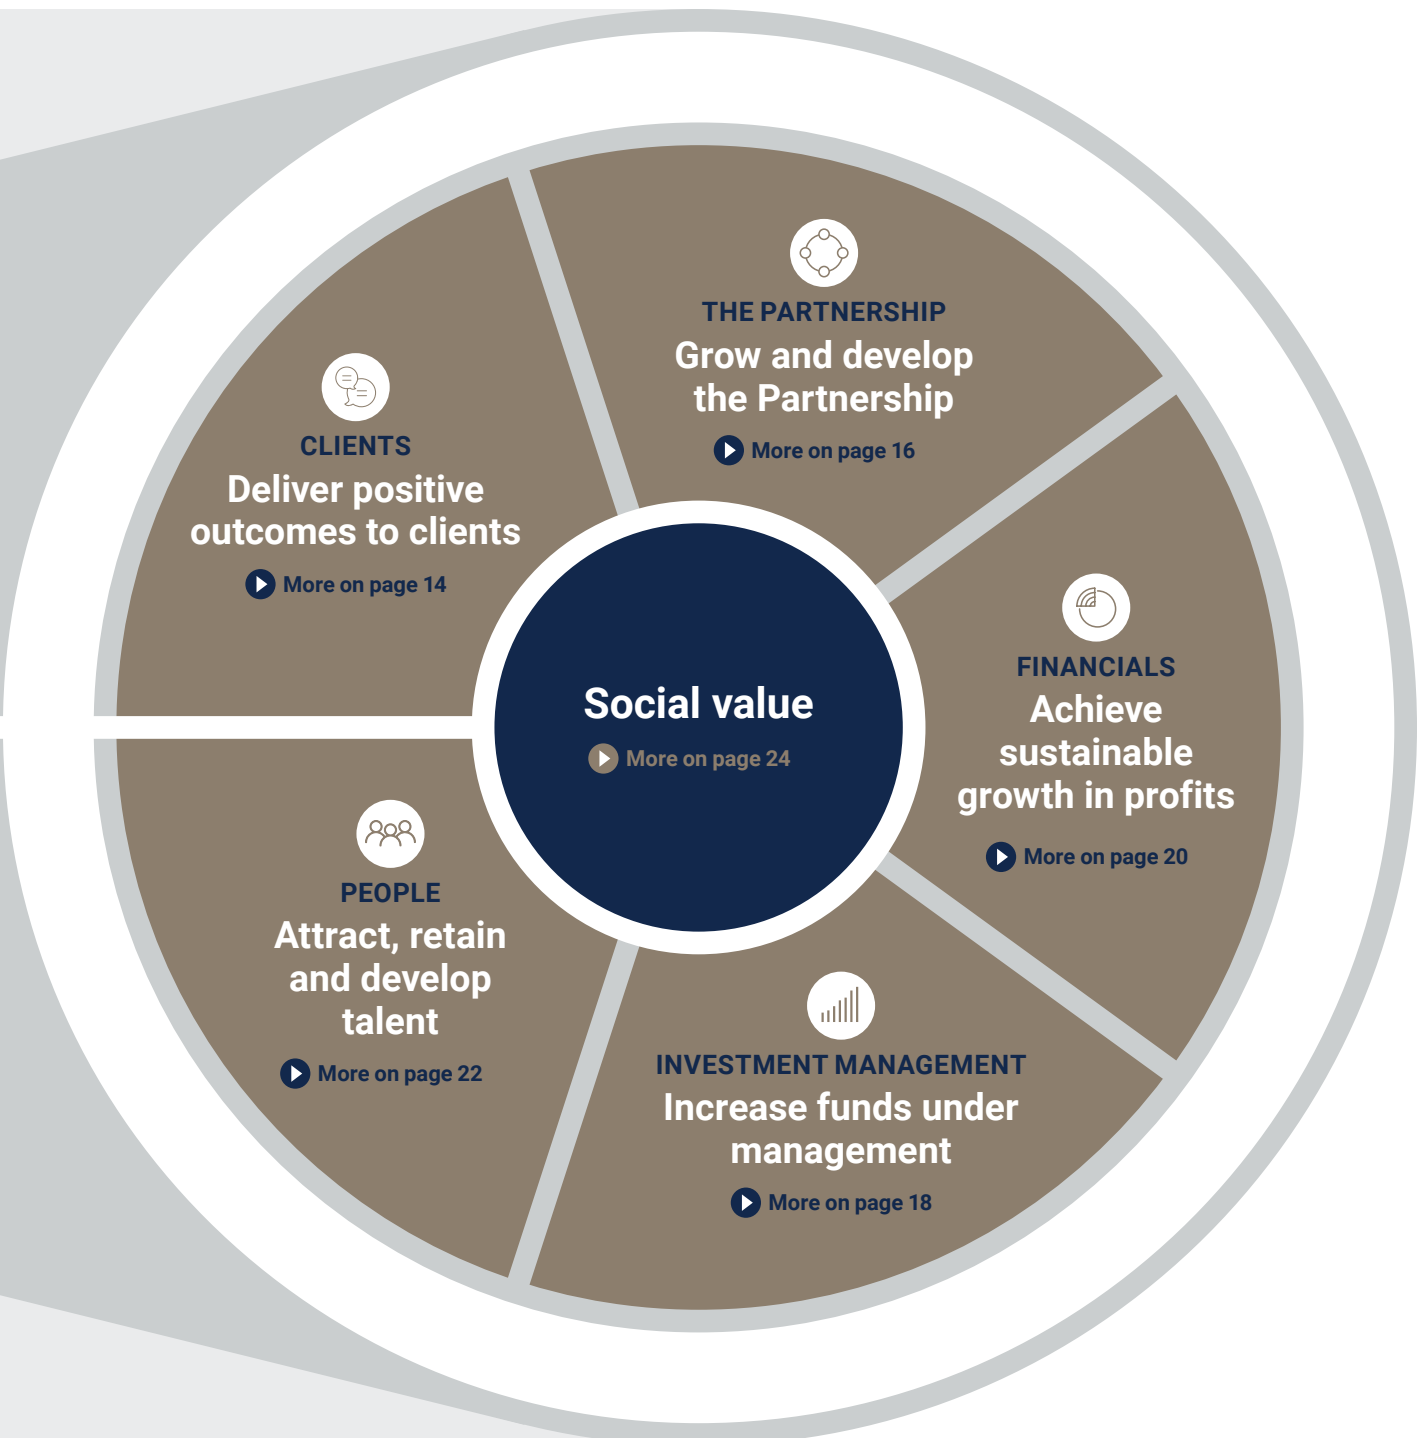 THE PARTNERSHIP
Grow and develop
the Partnership
More on page 16
CLIENTS
Deliver positive
outcomes to clients
More on page 14
FINANCIALS
Achieve
sustainable
growth in profits
More on page 20
Social value
More on page 24
PEOPLE
Attract, retain
and develop
talent
More on page 22
INVESTMENT MANAGEMENT
Increase funds under
management
More on page 18